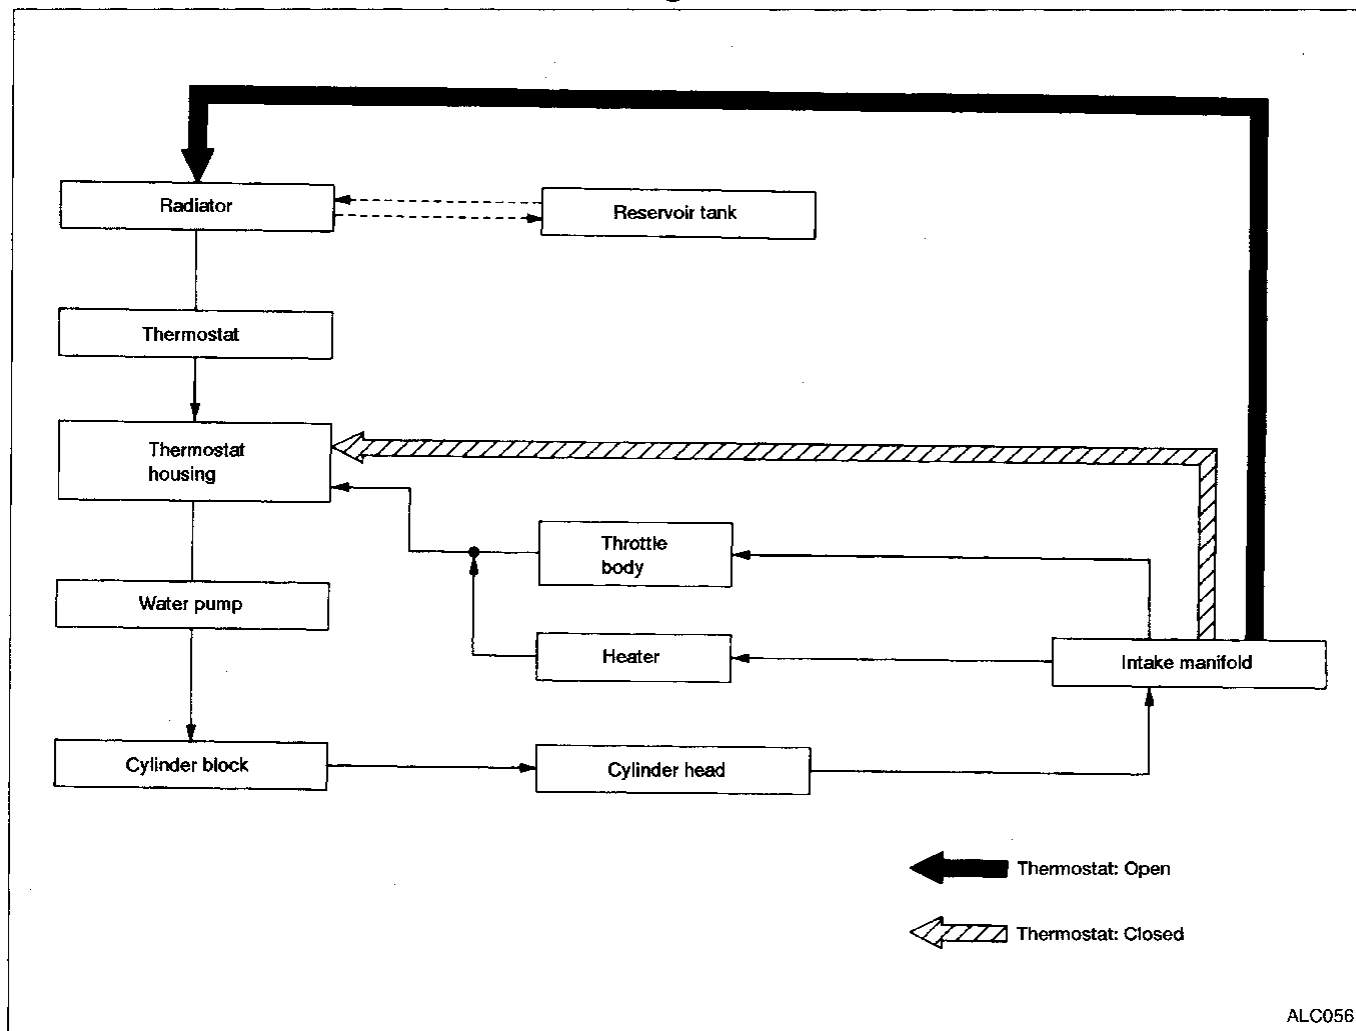 Radiator
Reservoir tank
Thermostat
Thermostat
housing
Throttle
body
Water pump
Heater
Intake manifold
Cylinder block
Cylinder head
Thermostat: Open
Thermostat: Closed
ALC056